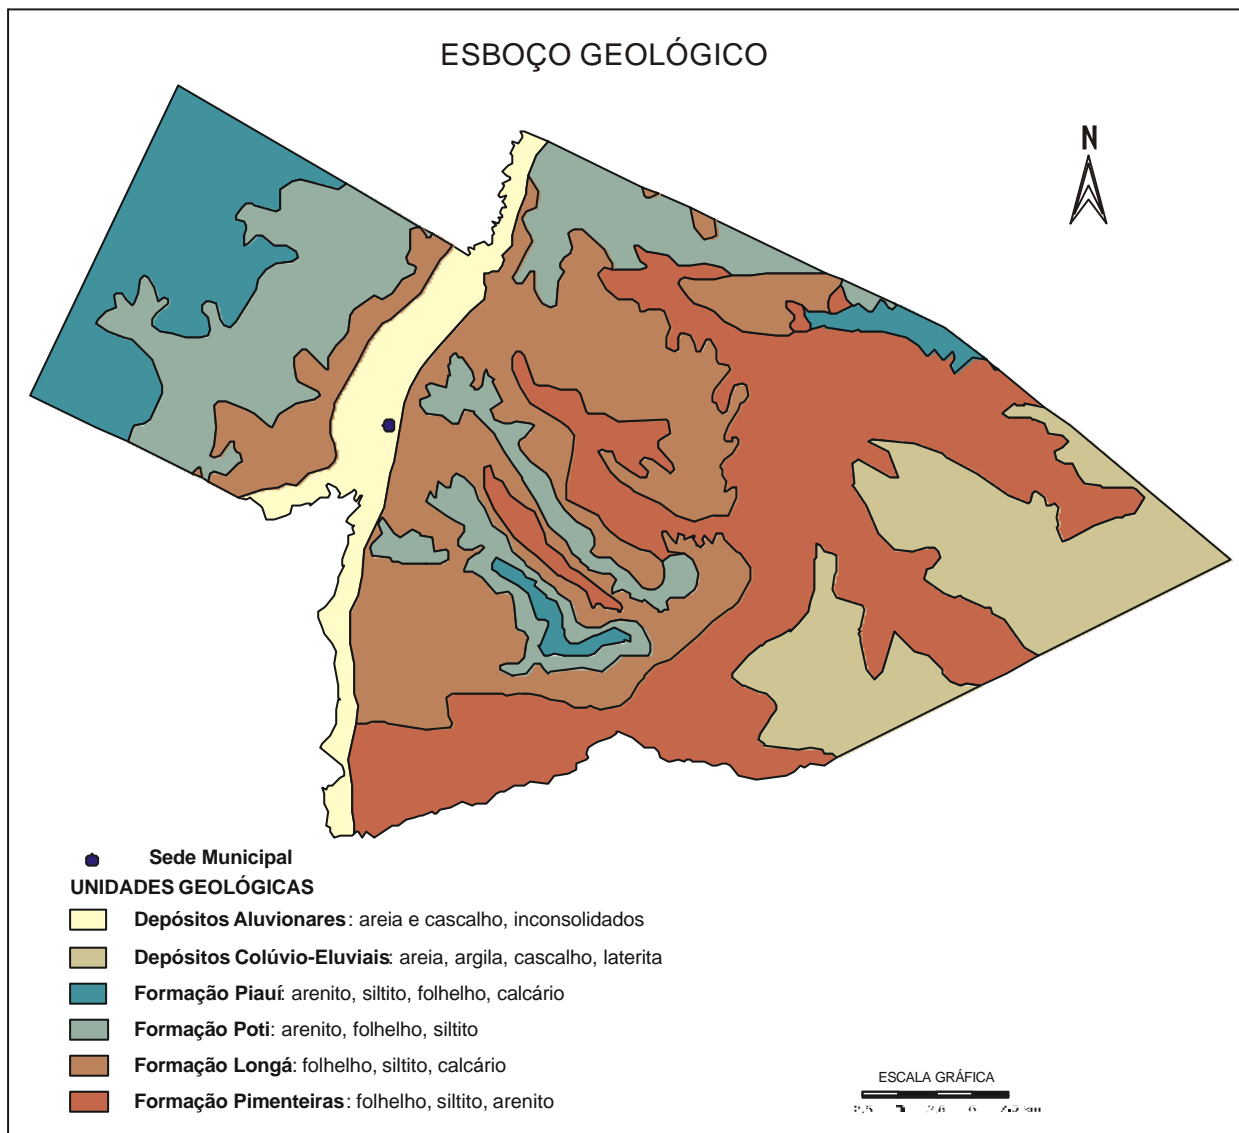 ESBOÇO GEOLÓGICO
N
Sede Municipal
UNIDADES GEOLÓGICAS
Depósitos Aluvionares: areia e cascalho, inconsolidados
Depósitos Colúvio-Eluviais: areia, argila, cascalho, laterita
Formação Piauí: arenito, siltito, folhelho, calcário
Formação Poti: arenito, folhelho, siltito
Formação Longá: folhelho, siltito, calcário
Formação Pimenteiras: folhelho, siltito, arenito
ESCALA GRÁFICA